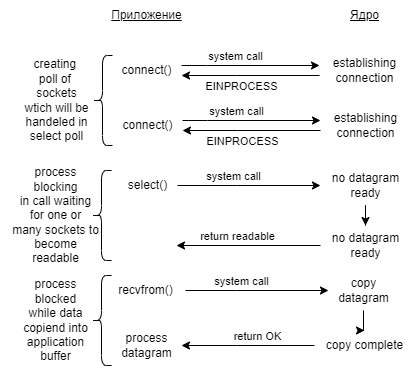 Приложение
Ядро
creating
poll of
sockets
wtich will be
handeled in
select poll
connect()
system call
EINPROCESS
establishing
connection
connect()
system call
EINPROCESS
establishing
connection
process
blocking
in call waiting
for one or
many sockets to
become
readable
select()
system call
no datagram
ready
return readable
no datagram
ready
process
blocked
while data
copiend into
application
buffer
recvfrom()
system call
copy
datagram
process
datagram
return OK
copy complete